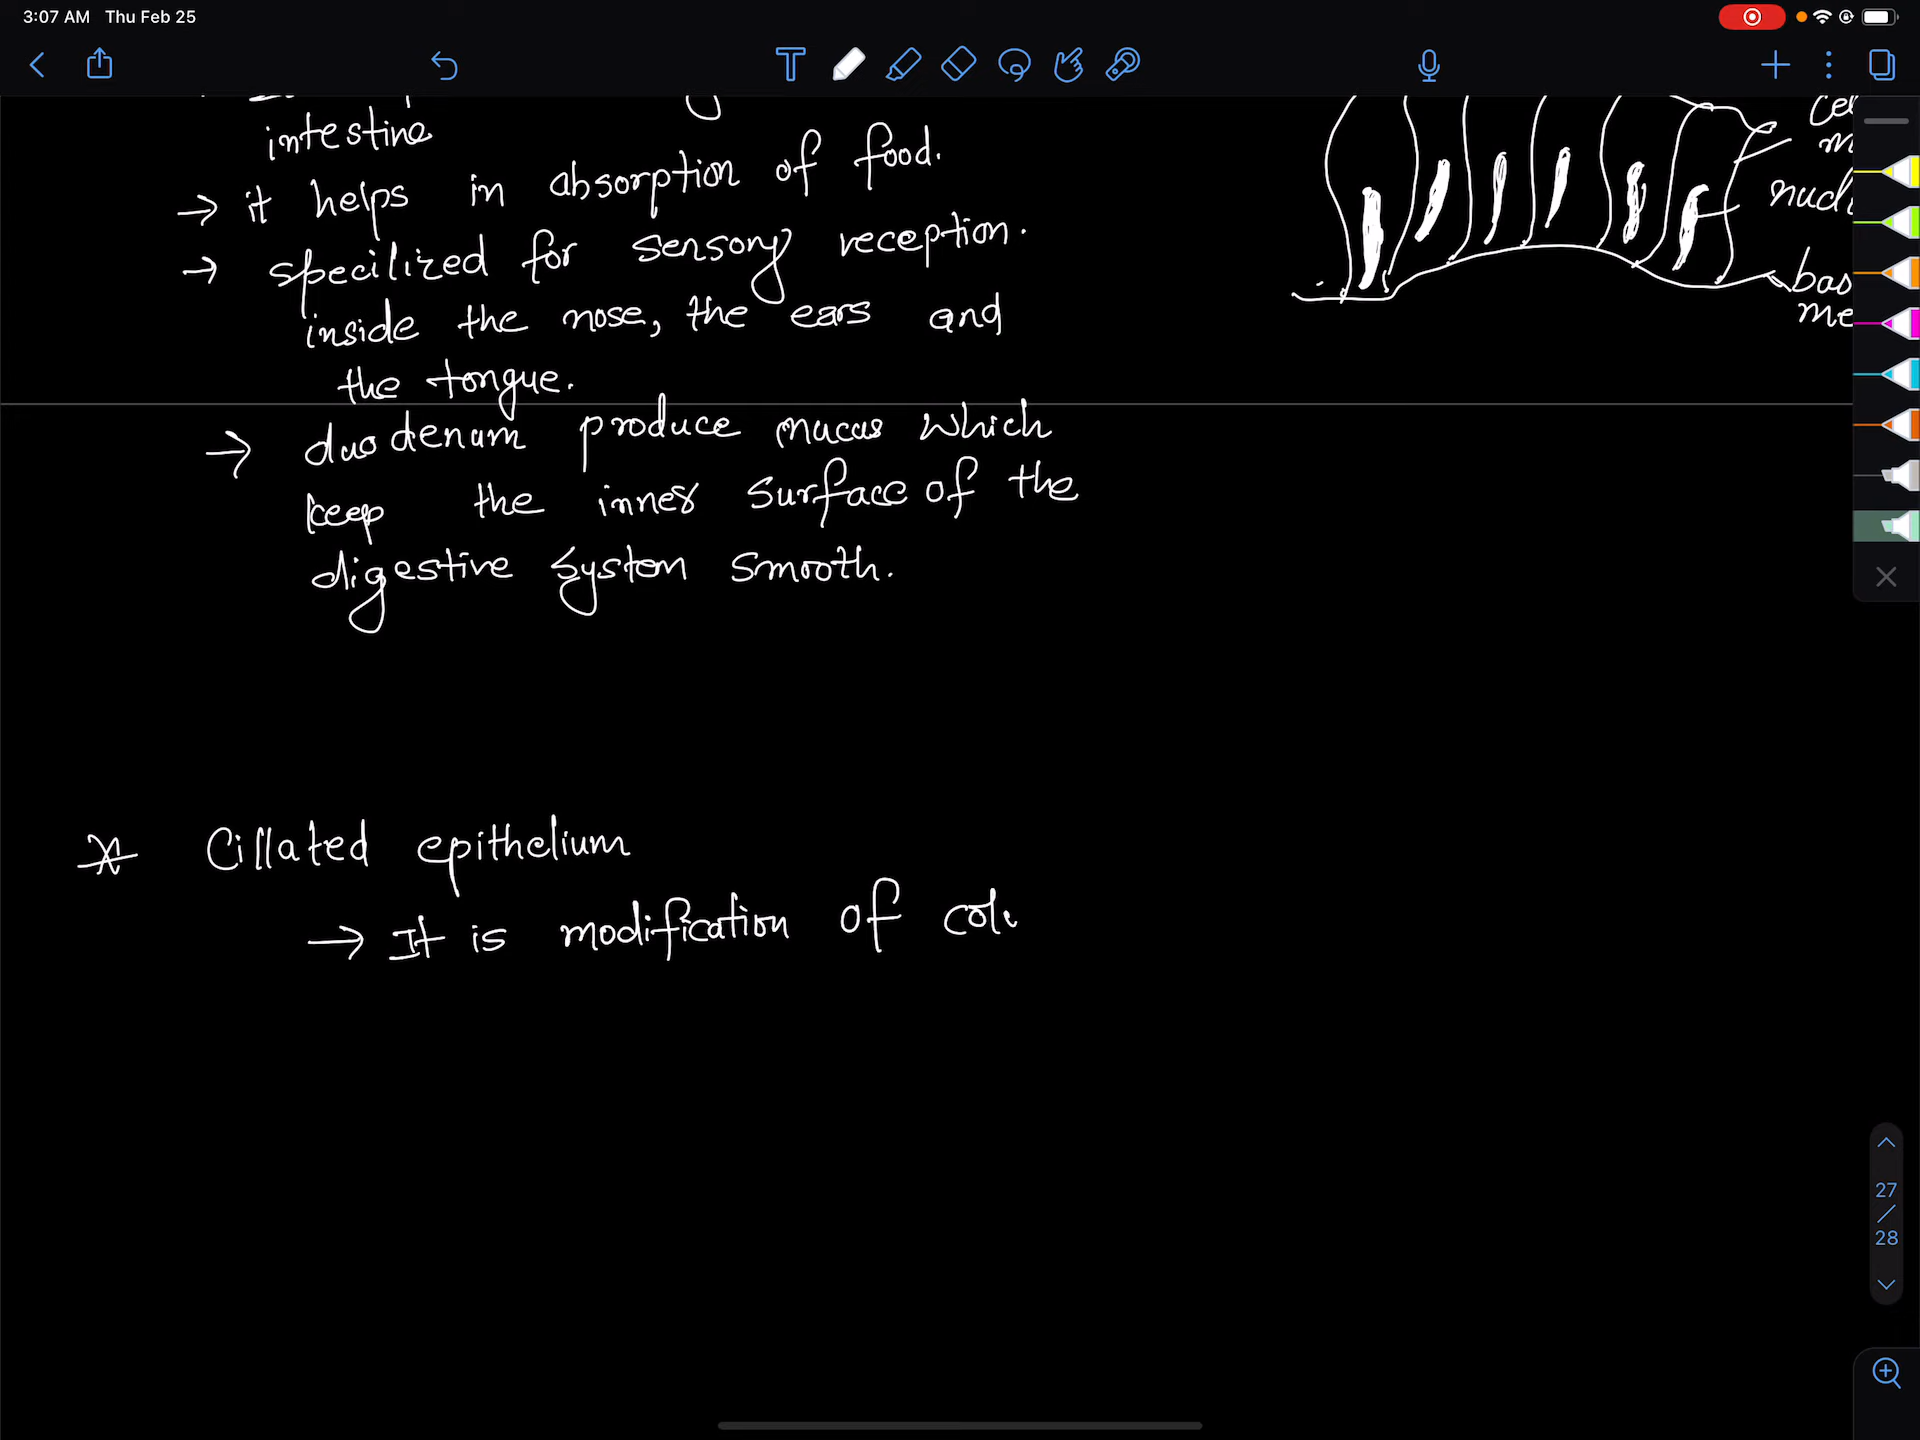 3:07 AM Thu Feb 25
intestine
→ it helps in absorption of food.
→ specilized for sensory reception.
inside the nose, the ears and
the tongue.
→ duodenum produce mucus which
keep the inner surface of the
digestive system smooth.
Cillated epithelium
→ It is modification of colu
27
/
28